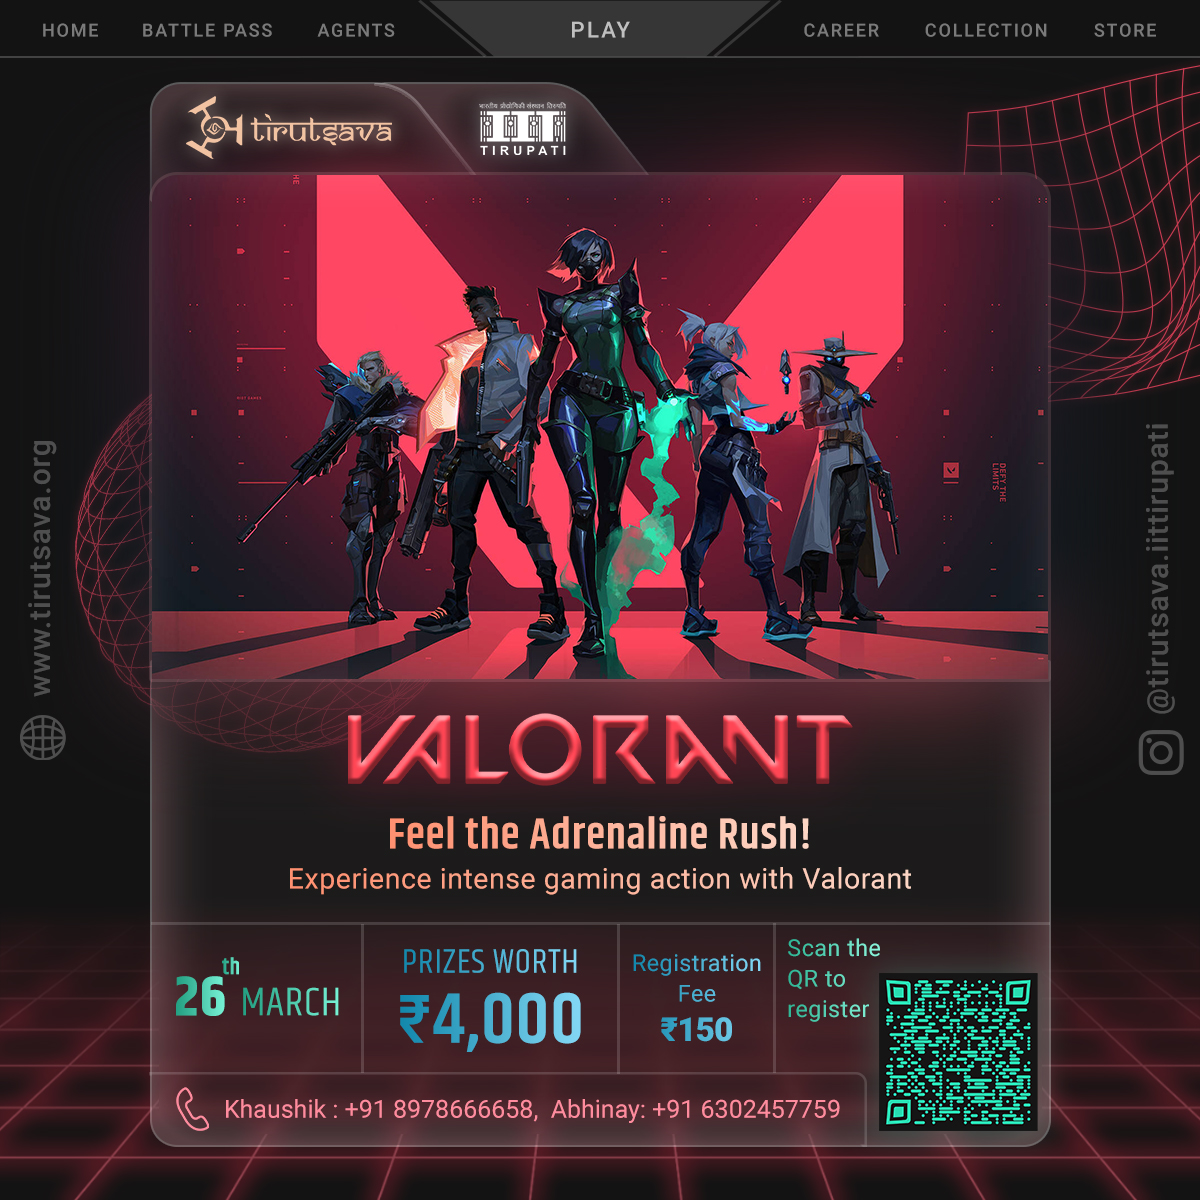 HOME BATTLE PASS AGENTS PLAY CAREER COLLECTION STORE
tirutsava
भारतीय प्रौद्योगिकी संस्थान तिरुपति
IIT
TIRUPATI
DEFY THE
LIMITS
www.tirutsava.org
@tirutsava.iittirupati
VALORANT
Feel the Adrenaline Rush!
Experience intense gaming action with Valorant
26th MARCH
PRIZES WORTH
₹4,000
Registration
Fee
₹150
Scan the
QR to
register
Khaushik : +91 8978666658, Abhinay: +91 6302457759